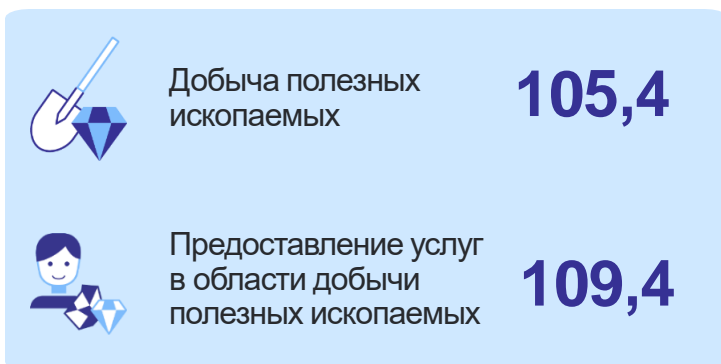 Добыча полезных
ископаемых
105,4
Предоставление услуг
в области добычи
полезных ископаемых
109,4